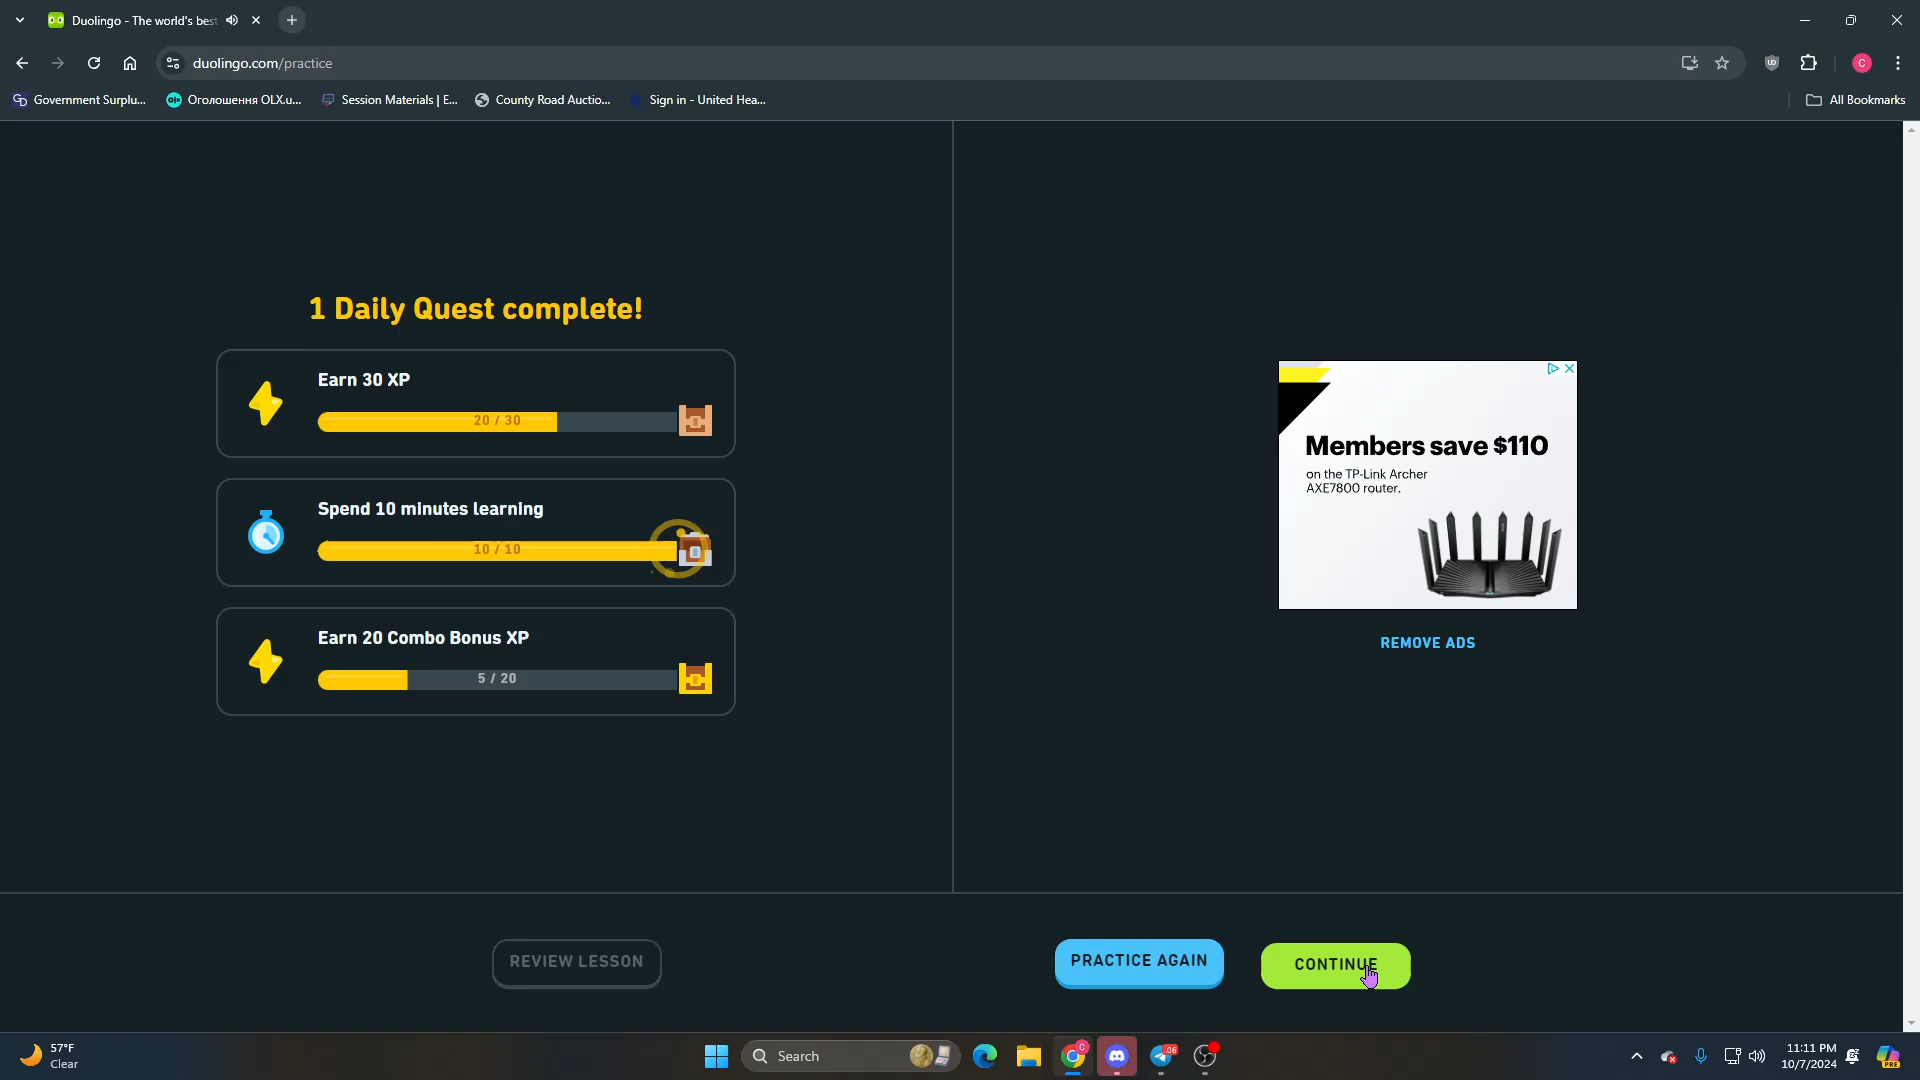 Duolingo - The world's bes
duolingo.com/practice
C
GD Government Surplu...
Оголошення OLX.u...
Session Materials | E...
County Road Auctio...
Sign in - United Hea...
All Bookmarks
1 Daily Quest complete!
Earn 30 XP
20 / 30
Spend 10 minutes learning
10 / 10
Earn 20 Combo Bonus XP
5 / 20
Members save $110
on the TP-Link Archer
AXE7800 router.
REMOVE ADS
REVIEW LESSON
PRACTICE AGAIN
CONTINUE
57°F
Clear
Search
11:11 PM
10/7/2024